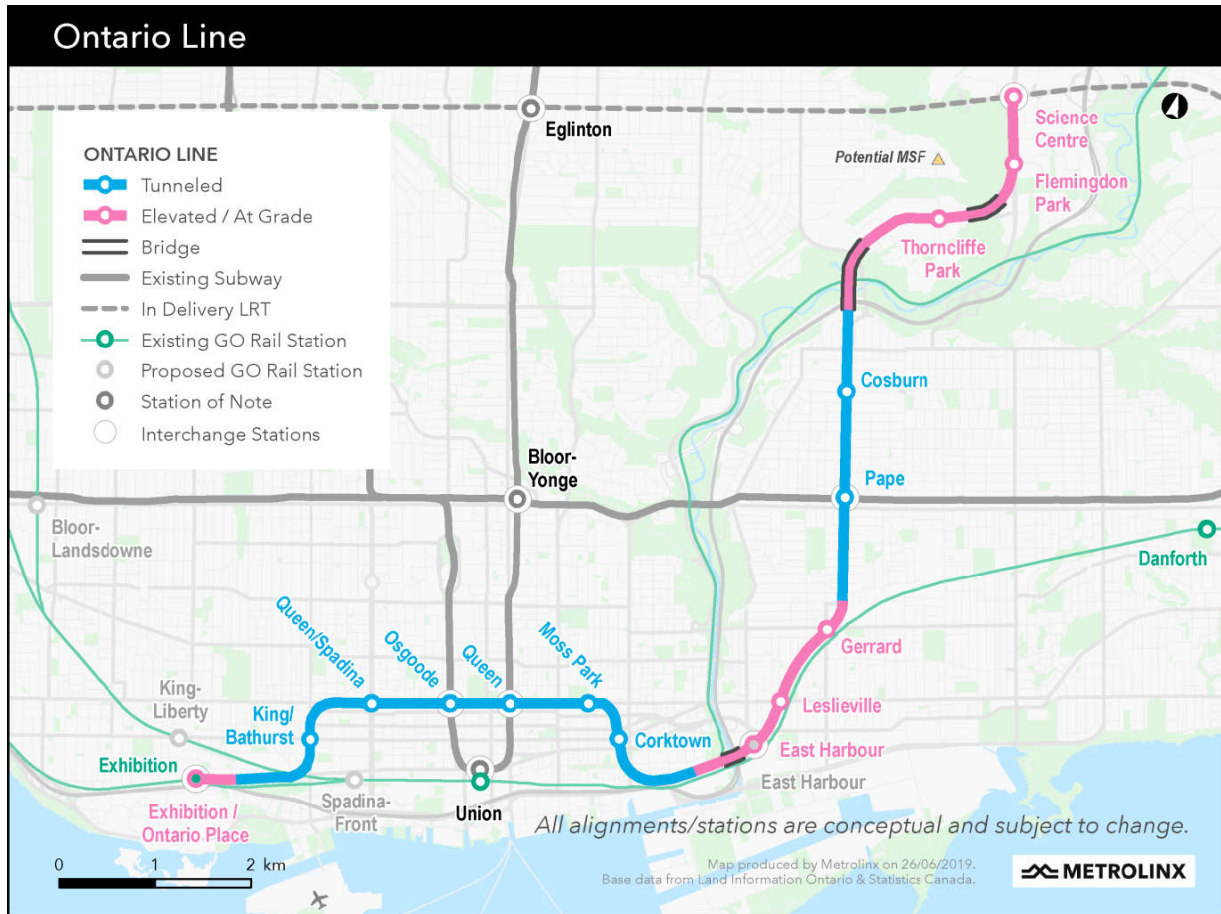 Ontario Line
ONTARIO LINE
Tunneled
Elevated / At Grade
Bridge
Existing Subway
In Delivery LRT
Existing GO Rail Station
Proposed GO Rail Station
Station of Note
Interchange Stations
Eglinton
Science
Centre
Potential MSF
Flemingdon
Park
Thorncliffe
Park
Cosburn
Bloor-
Yonge
Pape
Bloor-
Landsdowne
Danforth
Queen/Spadina
Osgoode
Queen
Moss Park
Gerrard
King-
Liberty
King/
Bathurst
Leslieville
Corktown
East Harbour
Exhibition
East Harbour
Exhibition /
Ontario Place
Spadina-
Front
Union
All alignments/stations are conceptual and subject to change.
0 1 2 km
Map produced by Metrolinx on 26/06/2019.
Base data from Land Information Ontario & Statistics Canada.
METROLINX